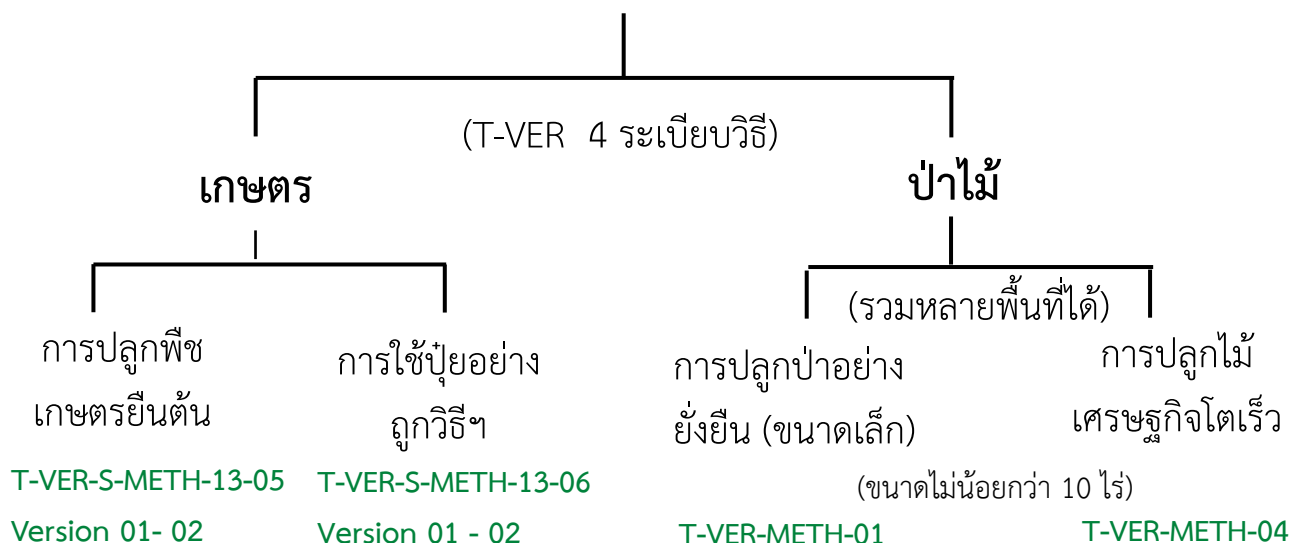 (T-VER 4 ระเบียบวิธี)
เกษตร
ป่าไม้
(รวมหลายพื้นที่ได้)
การปลูกพืช
เกษตรยืนต้น
T-VER-S-METH-13-05
Version 01- 02
การใช้ปุ๋ยอย่าง
ถูกวิธีฯ
T-VER-S-METH-13-06
Version 01 - 02
การปลูกป่าอย่าง
ยั่งยืน (ขนาดเล็ก)
การปลูกไม้
เศรษฐกิจโตเร็ว
(ขนาดไม่น้อยกว่า 10 ไร่)
T-VER-METH-01
T-VER-METH-04